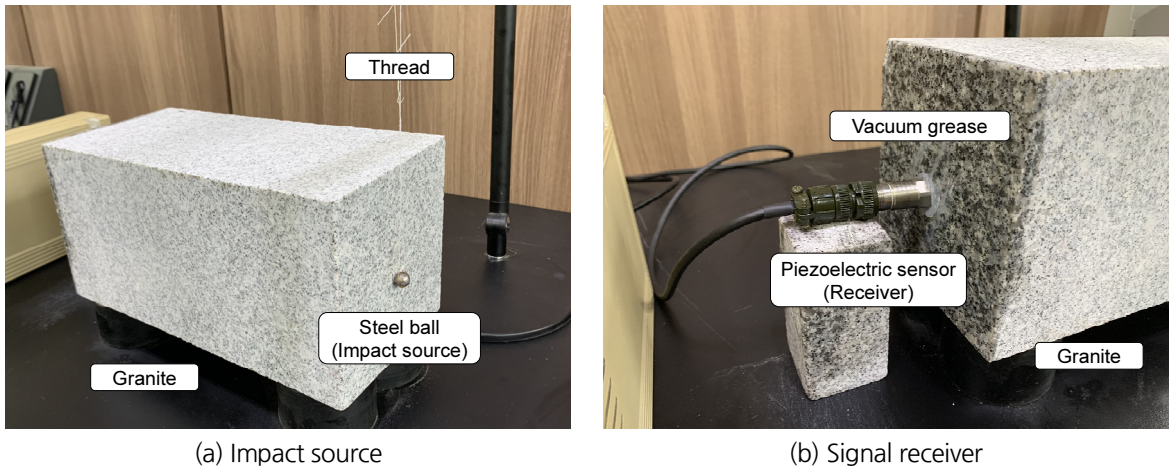 Thread
Steel ball
(Impact source)
Granite
(a) Impact source
Vacuum grease
Piezoelectric sensor
(Receiver)
Granite
(b) Signal receiver